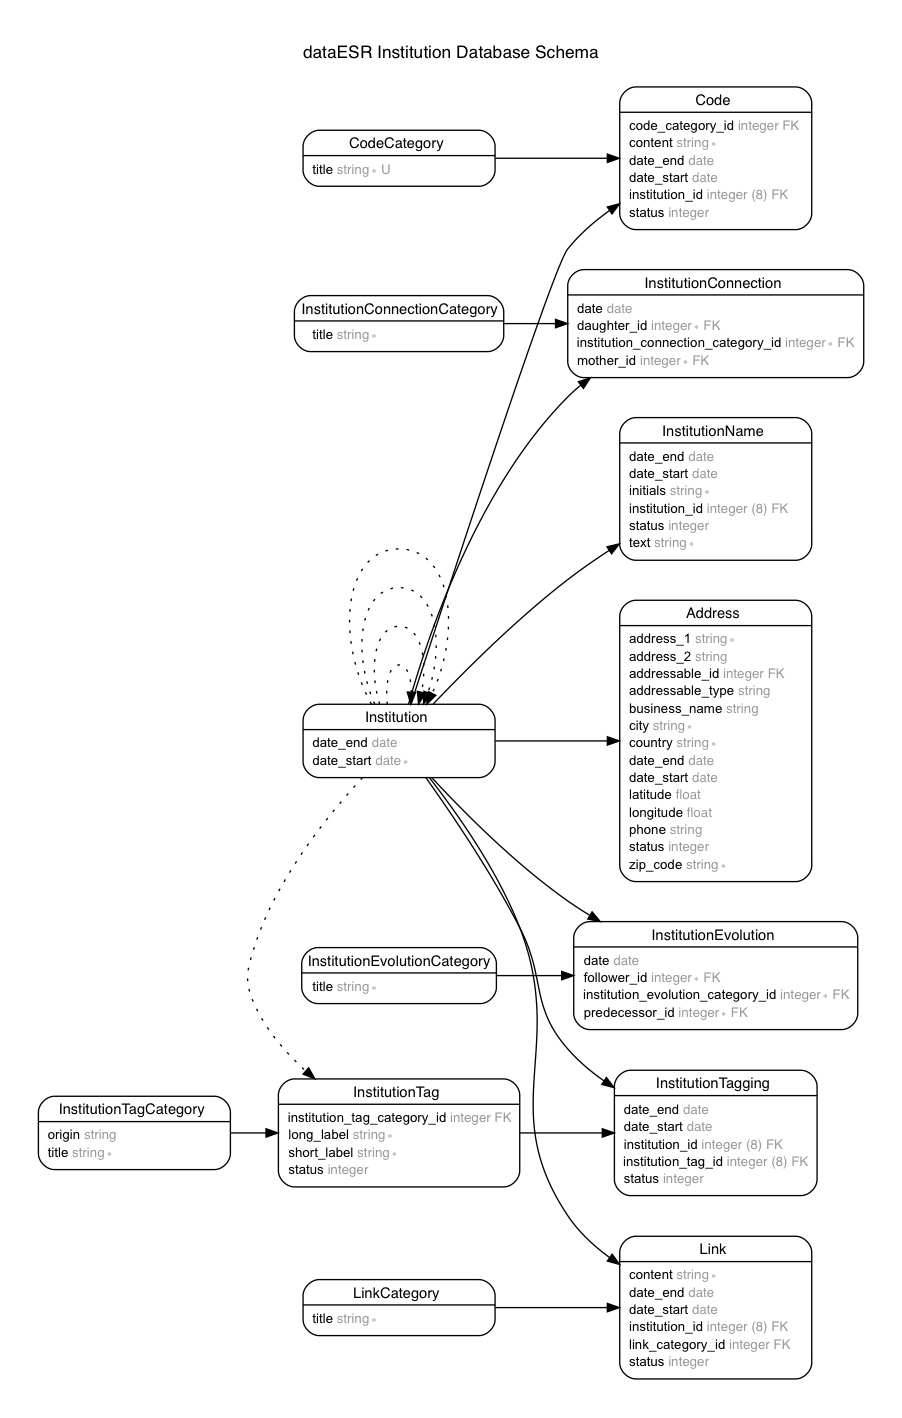 dataESR Institution Database Schema
Code
code_category_id integer FK
content string *
date_end date
date_start date
institution_id integer (8) FK
status integer
CodeCategory
title string * U
InstitutionConnection
date date
daughter_id integer * FK
institution_connection_category_id integer * FK
mother_id integer * FK
InstitutionConnectionCategory
title string *
InstitutionName
date_end date
date_start date
initials string *
institution_id integer (8) FK
status integer
text string *
Address
address_1 string *
address_2 string
addressable_id integer FK
addressable_type string
business_name string
city string *
country string *
date_end date
date_start date
latitude float
longitude float
phone string
status integer
zip_code string *
Institution
date_end date
date_start date *
InstitutionEvolution
date date
follower_id integer * FK
institution_evolution_category_id integer * FK
predecessor_id integer * FK
InstitutionEvolutionCategory
title string *
InstitutionTagging
date_end date
date_start date
institution_id integer (8) FK
institution_tag_id integer (8) FK
status integer
InstitutionTag
institution_tag_category_id integer FK
long_label string *
short_label string *
status integer
InstitutionTagCategory
origin string
title string *
Link
content string *
date_end date
date_start date
institution_id integer (8) FK
link_category_id integer FK
status integer
LinkCategory
title string *